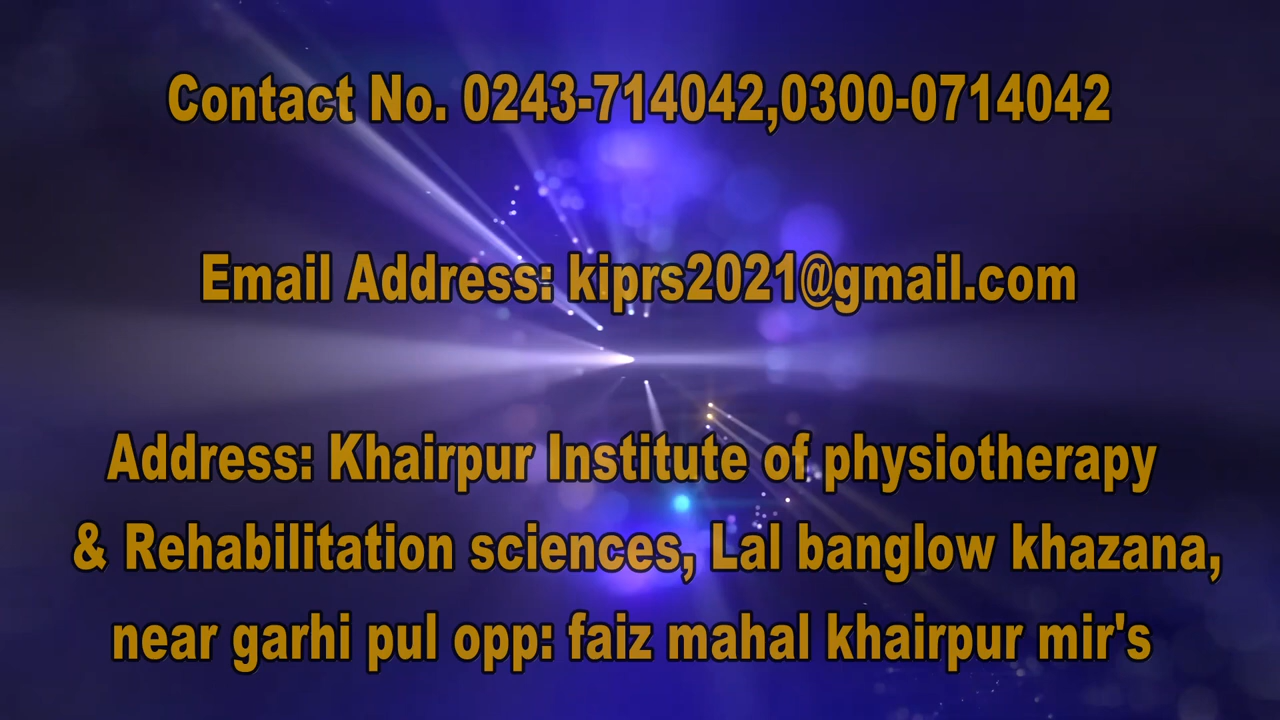 Contact No. 0243-714042,0300-0714042
Email Address: kiprs2021@gmail.com
Address: Khairpur Institute of physiotherapy
& Rehabilitation sciences, Lal banglow khazana,
near garhi pul opp: faiz mahal khairpur mir's